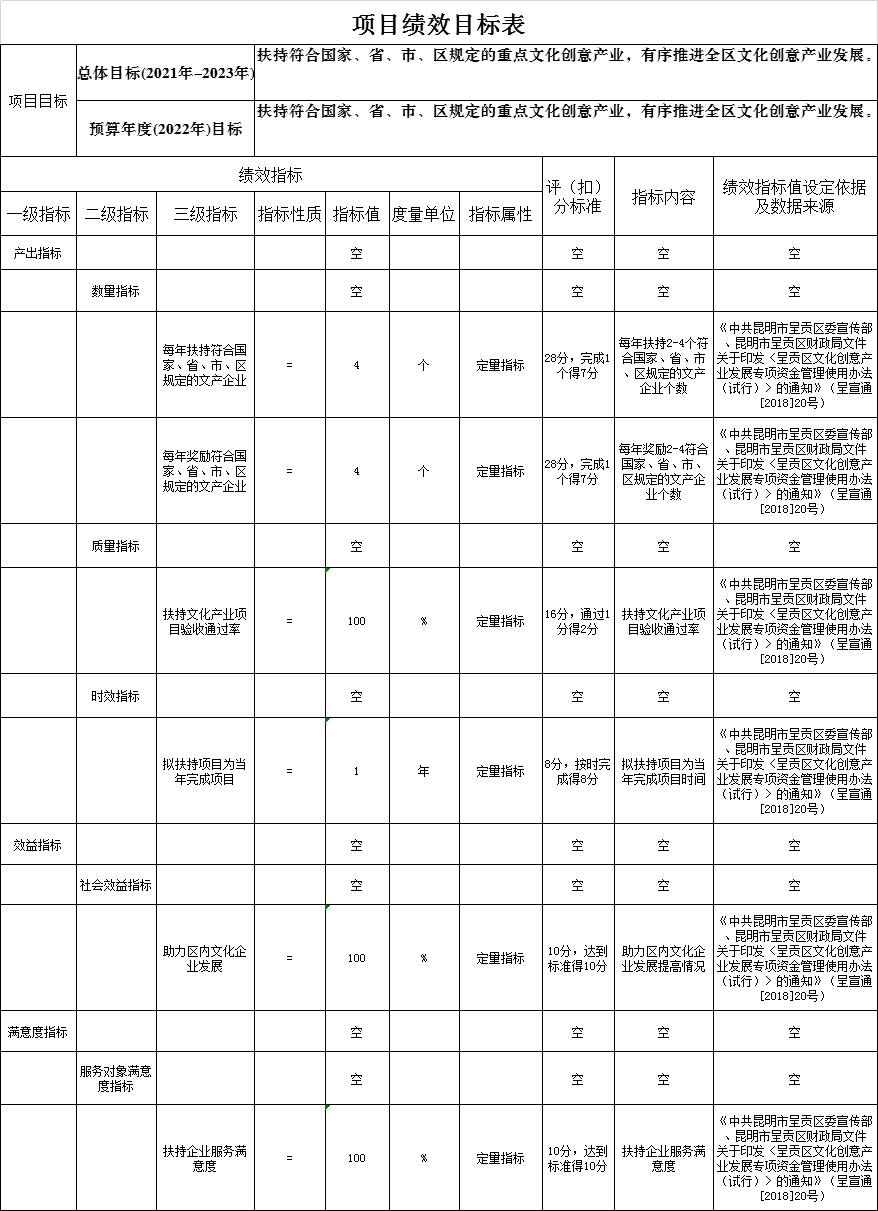 项目绩效目标表
项目目标
总体目标(2021年–2023年)
扶持符合国家、省、市、区规定的重点文化创意产业，有序推进全区文化创意产业发展。
预算年度(2022年)目标
扶持符合国家、省、市、区规定的重点文化创意产业，有序推进全区文化创意产业发展。
绩效指标
评（扣）
分标准
指标内容
绩效指标值设定依据
及数据来源
一级指标 二级指标 三级指标 指标性质 指标值 度量单位 指标属性
产出指标 空 空 空 空
数量指标 空 空 空 空
每年扶持符合国
家、省、市、区
规定的文产企业
=
4
个
定量指标
28分，完成1
个得7分
每年扶持2-4个符
合国家、省、市
、区规定的文产
企业个数
《中共昆明市呈贡区委宣传部
、昆明市呈贡区财政局文件
关于印发〈呈贡区文化创意产
业发展专项资金管理使用办法
（试行）＞的通知》（呈宣通
[2018]20号）
每年奖励符合国
家、省、市、区
规定的文产企业
=
4
个
定量指标
28分，完成1
个得7分
每年奖励2-4符合
国家、省、市、
区规定的文产企
业个数
《中共昆明市呈贡区委宣传部
、昆明市呈贡区财政局文件
关于印发〈呈贡区文化创意产
业发展专项资金管理使用办法
（试行）＞的通知》（呈宣通
[2018]20号）
质量指标 空 空 空 空
扶持文化产业项
目验收通过率
=
100
%
定量指标
16分，通过1
分得2分
扶持文化产业项
目验收通过率
《中共昆明市呈贡区委宣传部
、昆明市呈贡区财政局文件
关于印发〈呈贡区文化创意产
业发展专项资金管理使用办法
（试行）＞的通知》（呈宣通
[2018]20号）
时效指标 空 空 空 空
拟扶持项目为当
年完成项目
=
1
年
定量指标
8分，按时完
成得8分
拟扶持项目为当
年完成项目时间
《中共昆明市呈贡区委宣传部
、昆明市呈贡区财政局文件
关于印发〈呈贡区文化创意产
业发展专项资金管理使用办法
（试行）＞的通知》（呈宣通
[2018]20号）
效益指标 空 空 空 空
社会效益指标 空 空 空 空
助力区内文化企
业发展
=
100
%
定量指标
10分，达到
标准得10分
助力区内文化企
业发展提高情况
《中共昆明市呈贡区委宣传部
、昆明市呈贡区财政局文件
关于印发〈呈贡区文化创意产
业发展专项资金管理使用办法
（试行）＞的通知》（呈宣通
[2018]20号）
满意度指标 空 空 空 空
服务对象满意
度指标
空 空 空 空
扶持企业服务满
意度
=
100
%
定量指标
10分，达到
标准得10分
扶持企业服务满
意度
《中共昆明市呈贡区委宣传部
、昆明市呈贡区财政局文件
关于印发〈呈贡区文化创意产
业发展专项资金管理使用办法
（试行）＞的通知》（呈宣通
[2018]20号）